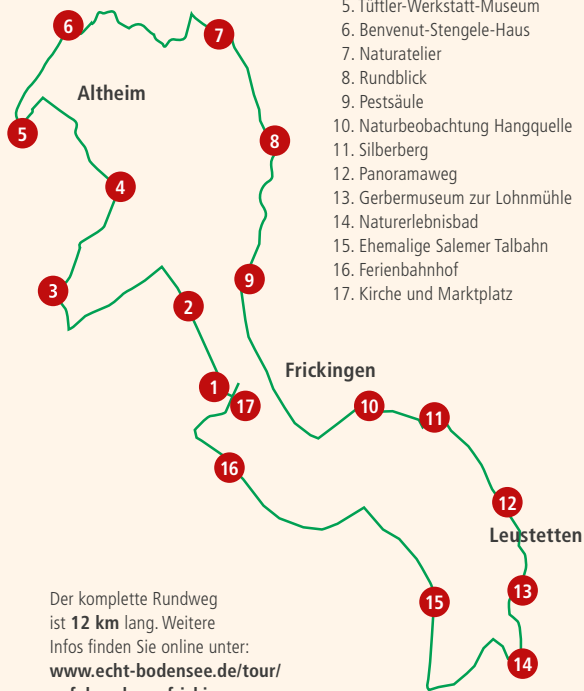 5. Tüftler-Werkstatt-Museum
6. Benvenut-Stengele-Haus
7. Naturatelier
8. Rundblick
9. Pestsäule
10. Naturbeobachtung Hangquelle
11. Silberberg
12. Panoramaweg
13. Gerbermuseum zur Lohnmühle
14. Naturerlebnisbad
15. Ehemalige Salemer Talbahn
16. Ferienbahnhof
17. Kirche und Marktplatz
6
7
Altheim
5
8
4
3
9
2
Frickingen
1
17
10
11
16
12
Leustetten
13
15
14
Der komplette Rundweg
ist 12 km lang. Weitere
Infos finden Sie online unter:
www.echt-bodensee.de/tour/